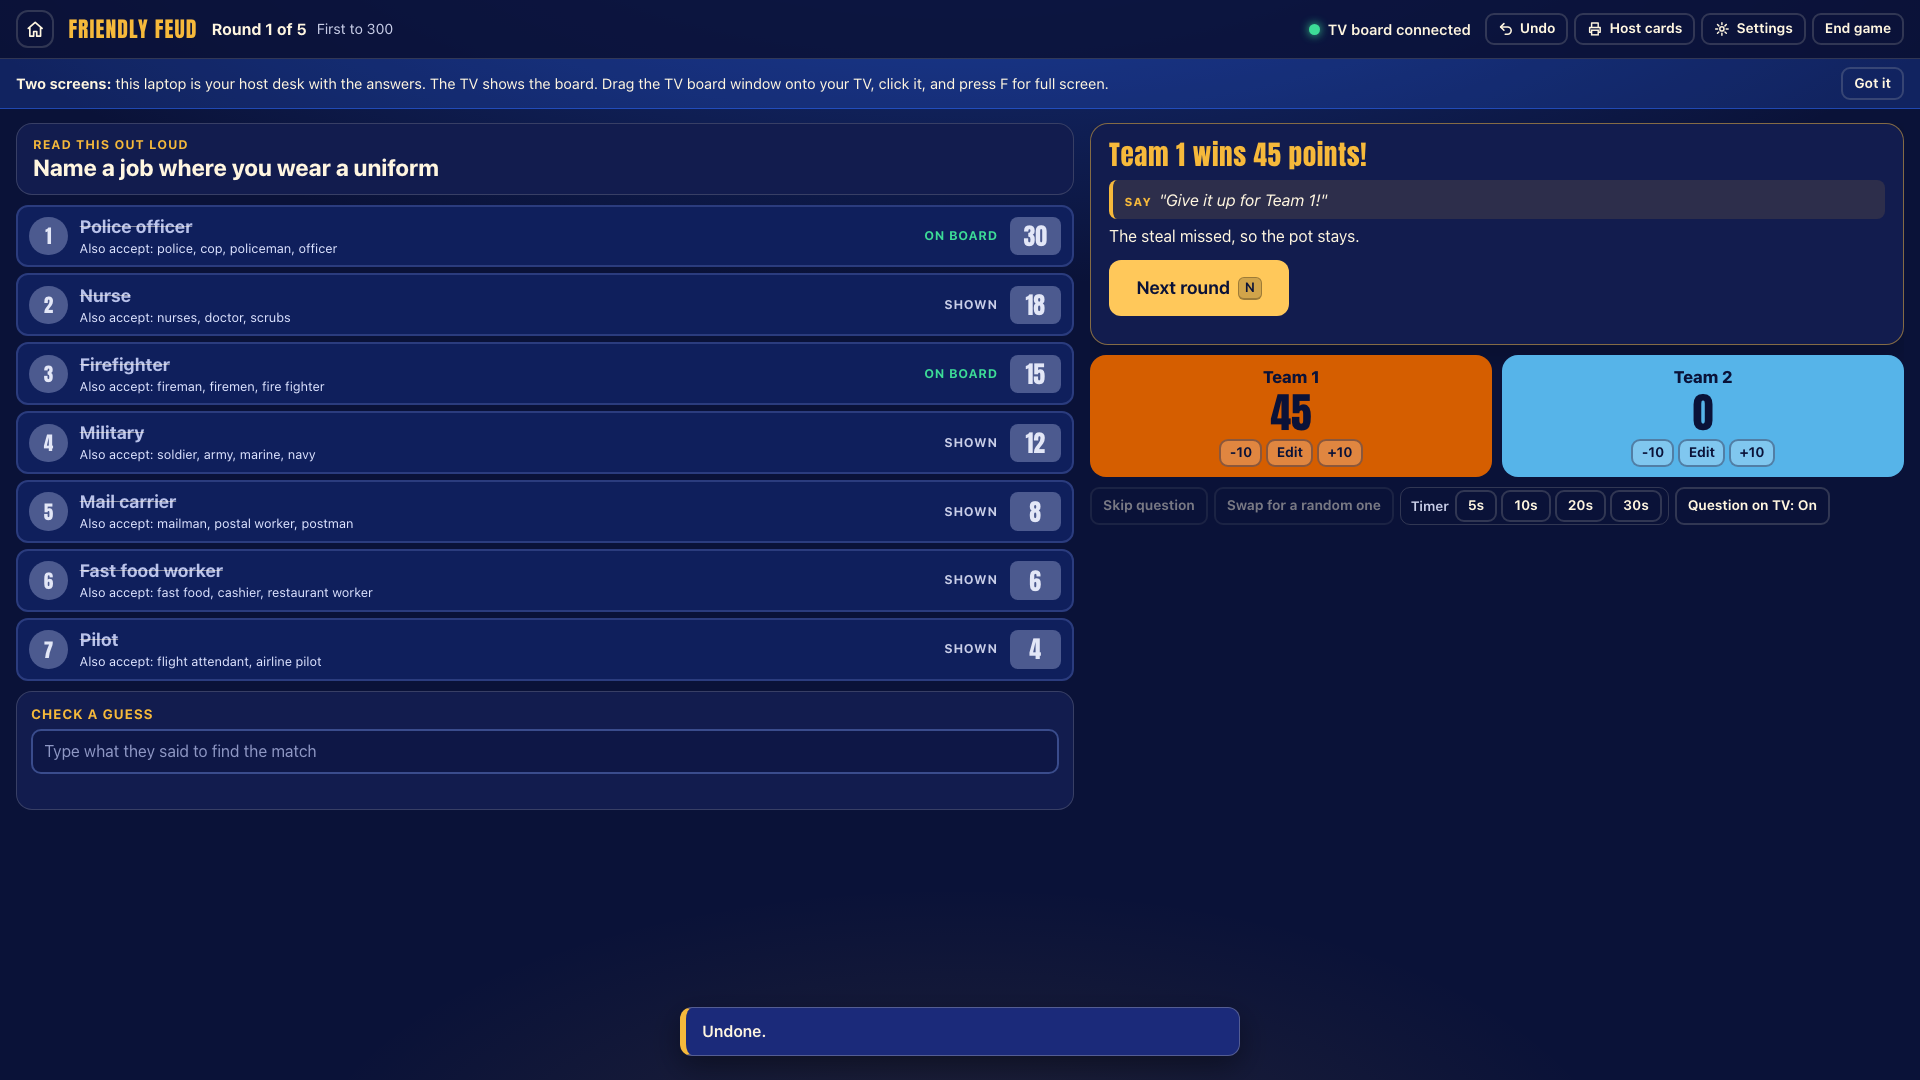 FRIENDLY FEUD
Round 1 of 5
First to 300
TV board connected
Undo
Host cards
Settings
End game
Two screens: this laptop is your host desk with the answers. The TV shows the board. Drag the TV board window onto your TV, click it, and press F for full screen.
Got it
READ THIS OUT LOUD
Name a job where you wear a uniform
1
Police officer
Also accept: police, cop, policeman, officer
ON BOARD
30
2
Nurse
Also accept: nurses, doctor, scrubs
SHOWN
18
3
Firefighter
Also accept: fireman, firemen, fire fighter
ON BOARD
15
4
Military
Also accept: soldier, army, marine, navy
SHOWN
12
5
Mail carrier
Also accept: mailman, postal worker, postman
SHOWN
8
6
Fast food worker
Also accept: fast food, cashier, restaurant worker
SHOWN
6
7
Pilot
Also accept: flight attendant, airline pilot
SHOWN
4
CHECK A GUESS
Type what they said to find the match
Team 1 wins 45 points!
SAY "Give it up for Team 1!"
The steal missed, so the pot stays.
Next round N
Team 1
45
-10 Edit +10
Team 2
0
-10 Edit +10
Skip question
Swap for a random one
Timer 5s 10s 20s 30s
Question on TV: On
Undone.